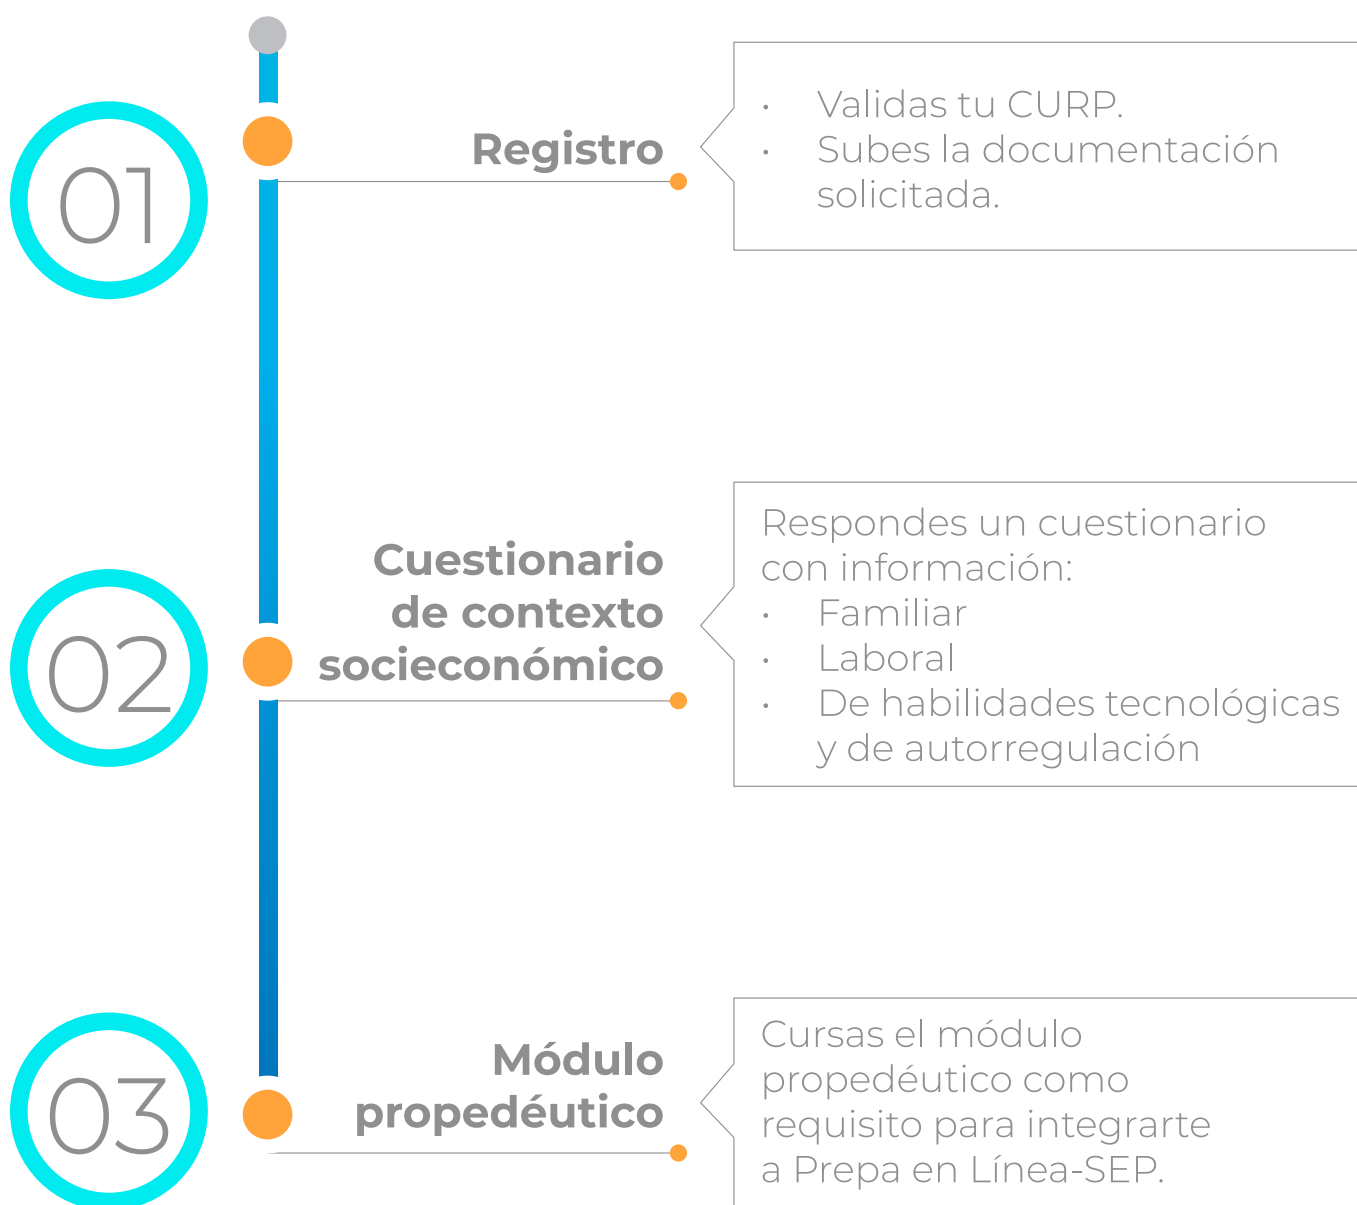 01
Registro
• Validas tu CURP.
• Subes la documentación
solicitada.
02
Cuestionario
de contexto
socieconómico
Respondes un cuestionario
con información:
• Familiar
• Laboral
• De habilidades tecnológicas
y de autorregulación
03
Módulo
propedéutico
Cursas el módulo
propedéutico como
requisito para integrarte
a Prepa en Línea-SEP.